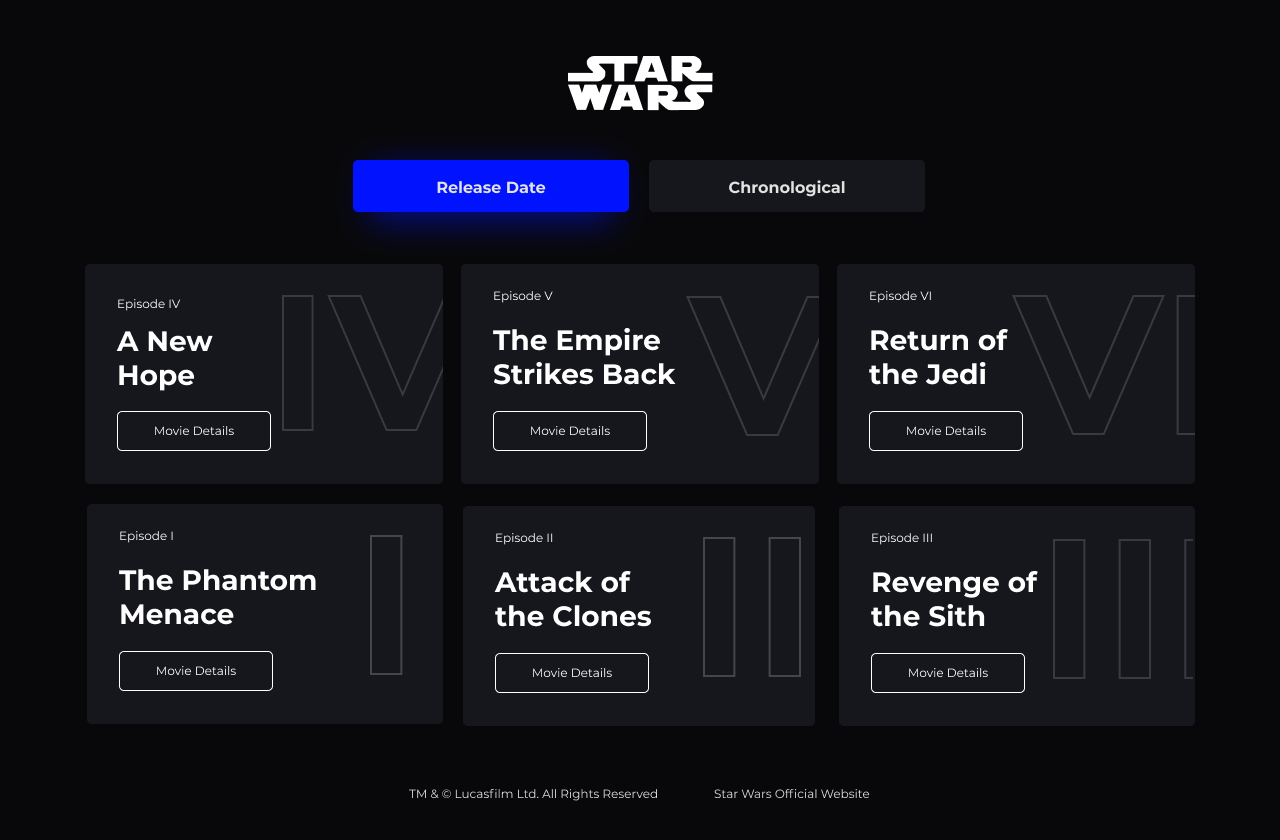 STAR
WARS
Release Date
Chronological
Episode IV
A New
Hope
Movie Details
IV
Episode V
The Empire
Strikes Back
Movie Details
V
Episode VI
Return of
the Jedi
Movie Details
VI
Episode I
The Phantom
Menace
Movie Details
I
Episode II
Attack of
the Clones
Movie Details
II
Episode III
Revenge of
the Sith
Movie Details
III
TM & © Lucasfilm Ltd. All Rights Reserved
Star Wars Official Website